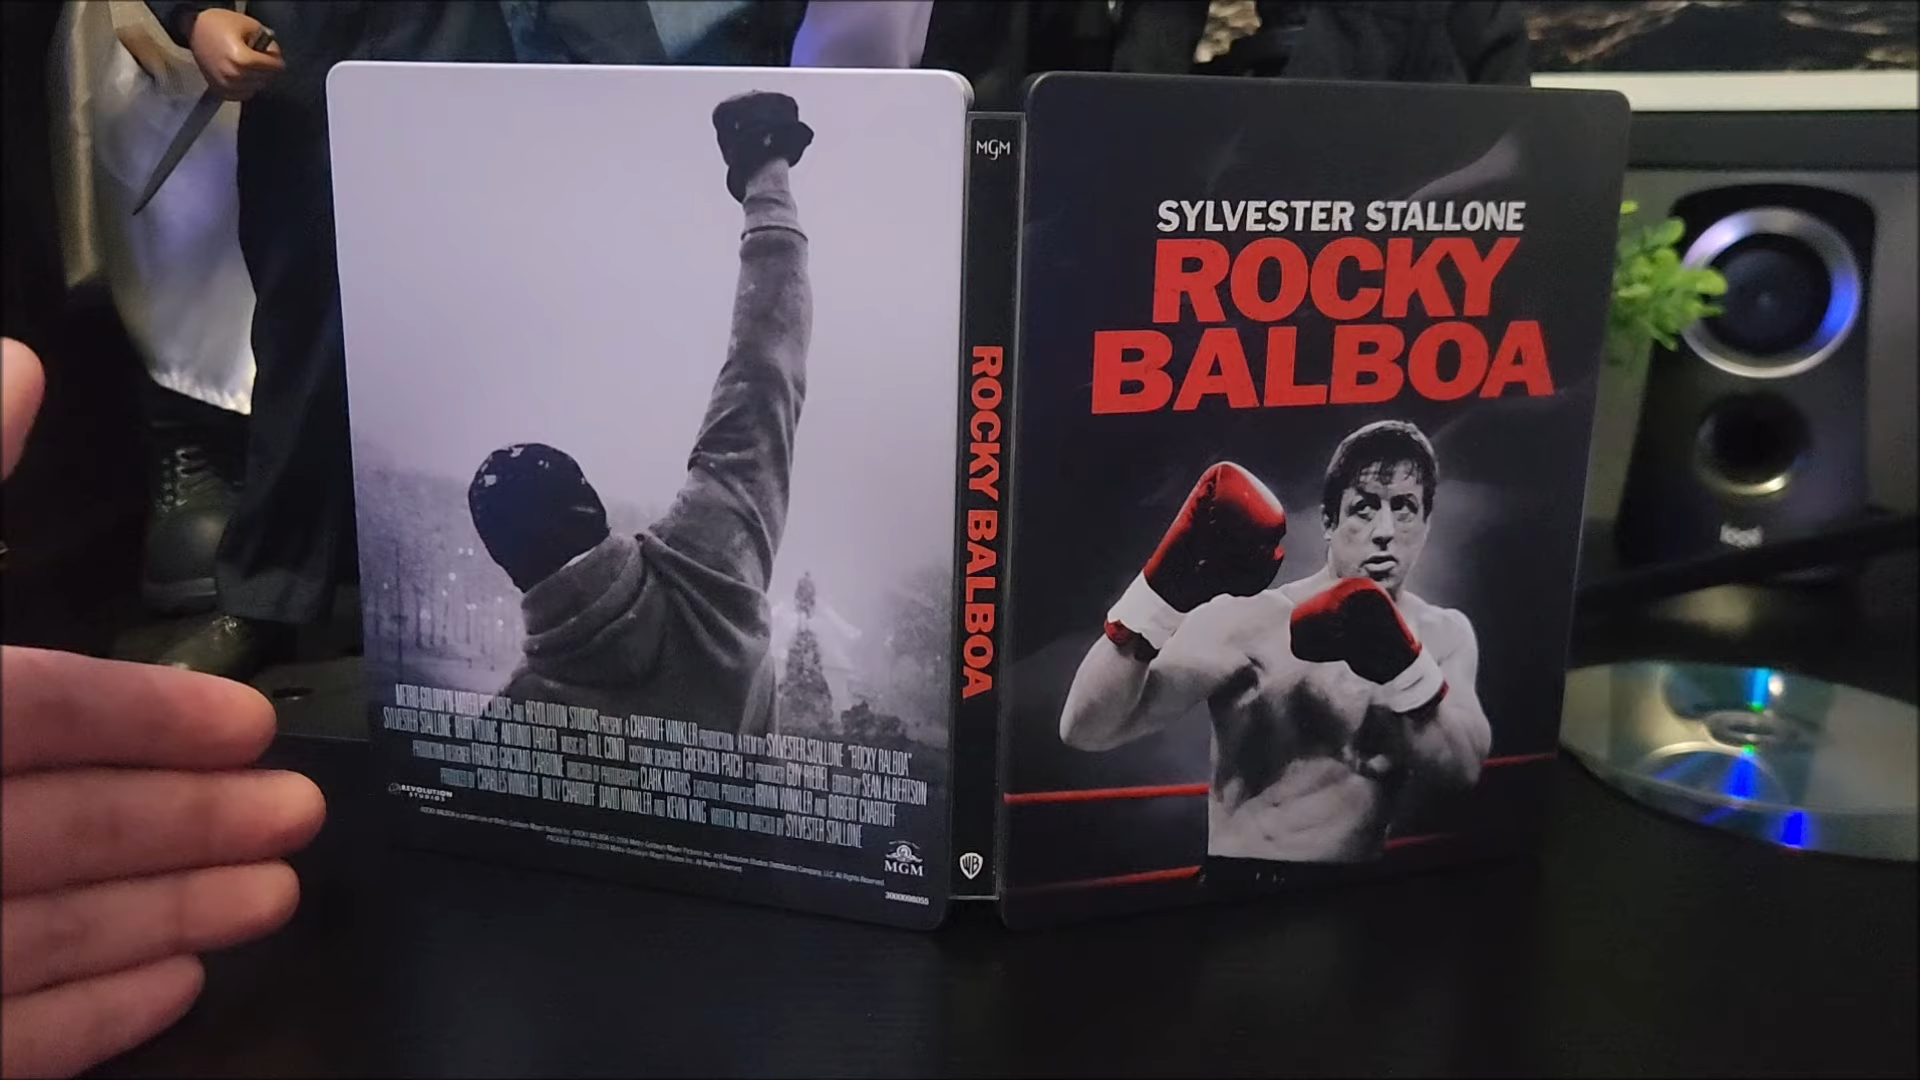 METRO-GOLDWYN-MAYER PICTURES AND REVOLUTION STUDIOS PRESENT A CHARTOFF WINKLER PRODUCTION A FILM BY SYLVESTER STALLONE "ROCKY BALBOA"
SYLVESTER STALLONE BURT YOUNG ANTONIO TARVER MUSIC BY BILL CONTI COSTUME DESIGNER GRETCHEN PATCH CO PRODUCER GUY RIEDEL EDITED BY SEAN ALBERTSON
PRODUCTION DESIGNER FRANCO-GIACOMO CARBONE DIRECTOR OF PHOTOGRAPHY CLARK MATHIS EXECUTIVE PRODUCERS IRWIN WINKLER AND ROBERT CHARTOFF
PRODUCED BY CHARLES WINKLER BILLY CHARTOFF DAVID WINKLER AND KEVIN KING WRITTEN AND DIRECTED BY SYLVESTER STALLONE
REVOLUTION
STUDIOS
MGM
3000098055
MGM
ROCKY BALBOA
WB
SYLVESTER STALLONE
ROCKY
BALBOA
logi